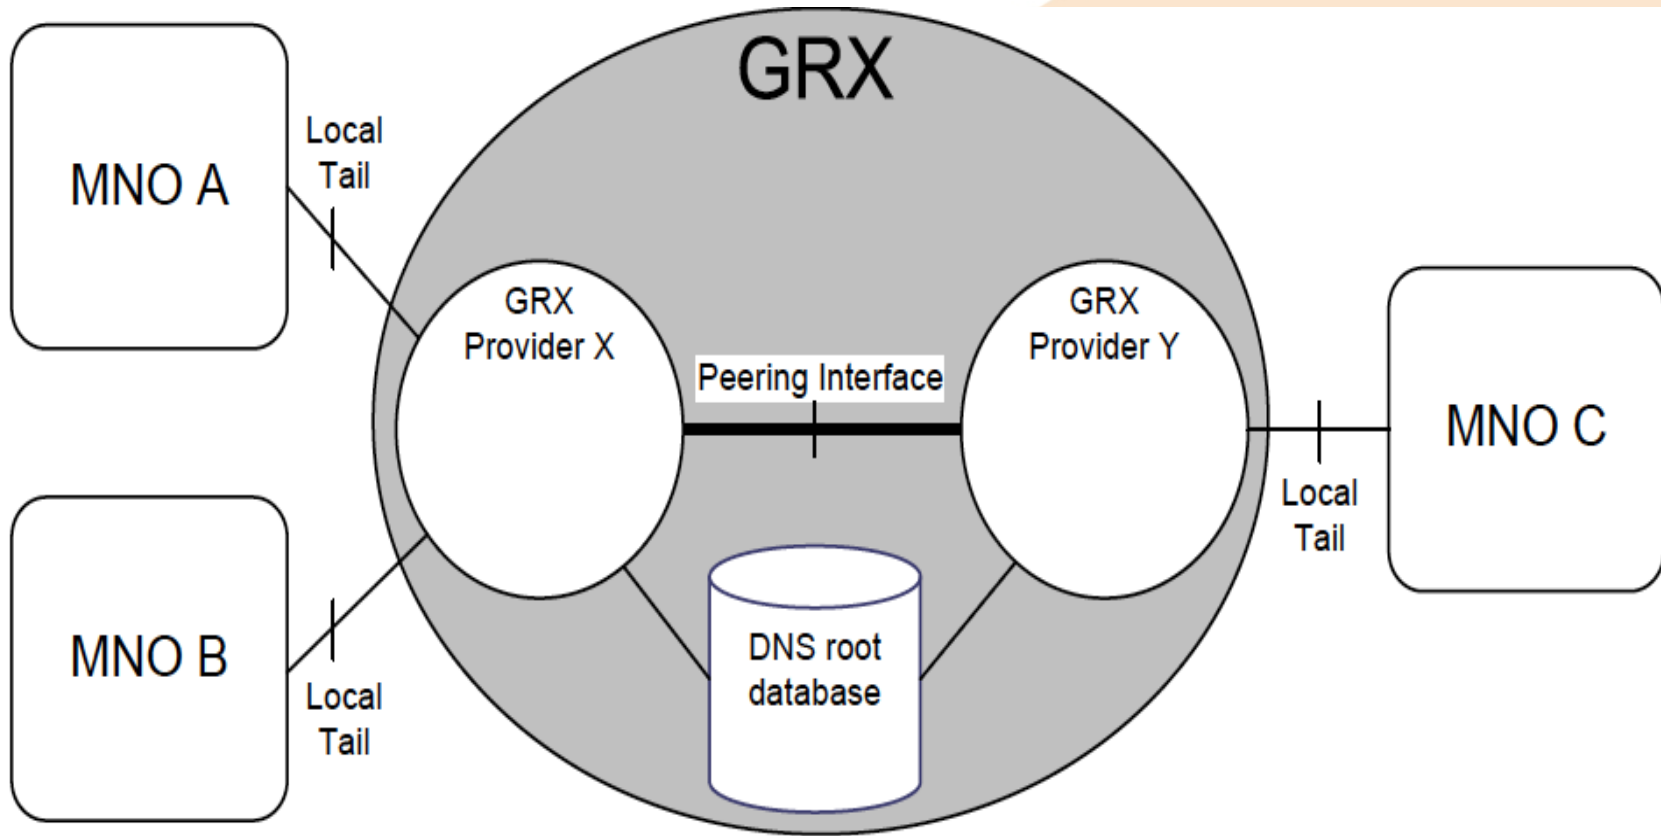 GRX
MNO A
Local
Tail
GRX
Provider X
GRX
Provider Y
Peering Interface
MNO C
Local
Tail
MNO B
Local
Tail
DNS root
database